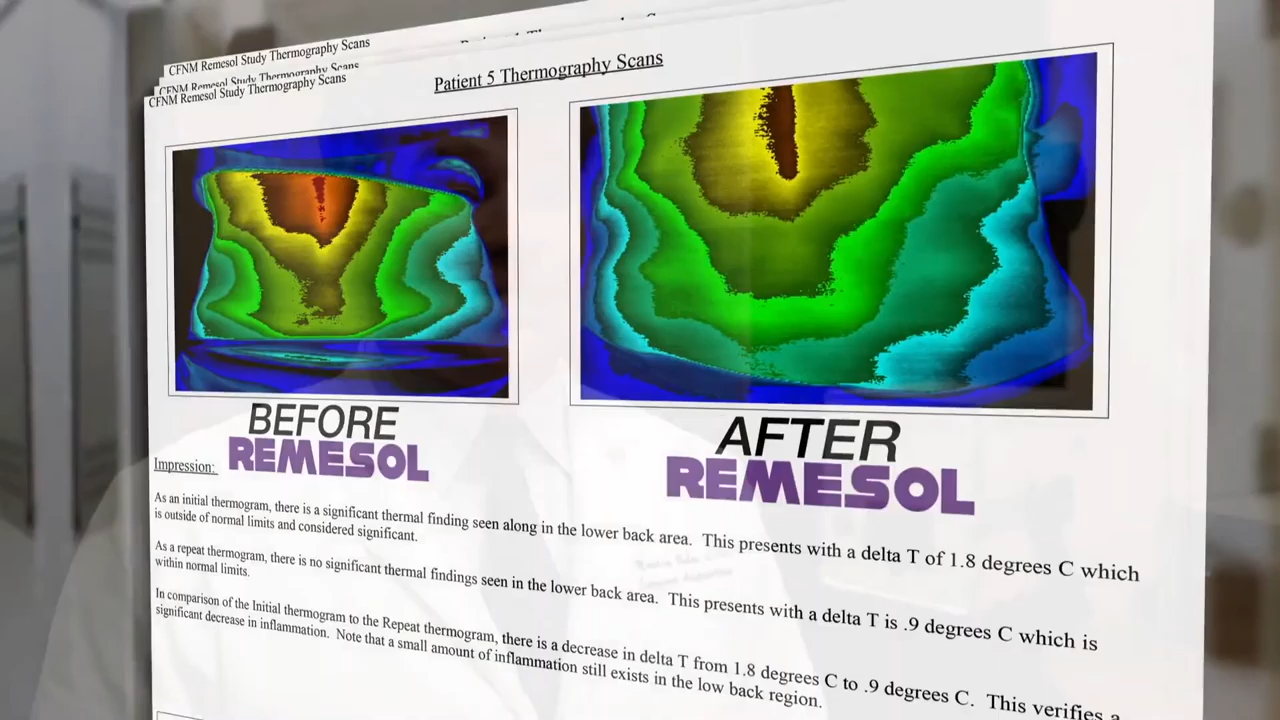 CFNM Remesol Study Thermography Scans
CFNM Remesol Study Thermography Scans
CFNM Remesol Study Thermography Scans
Patient 5 Thermography Scans
BEFORE
REMESOL
AFTER
REMESOL
Impression:
As an initial thermogram, there is a significant thermal finding seen along in the lower back area. This presents with a delta T of 1.8 degrees C which
is outside of normal limits and considered significant.
As a repeat thermogram, there is no significant thermal findings seen in the lower back area. This presents with a delta T is .9 degrees C which is
within normal limits.
In comparison of the Initial thermogram to the Repeat thermogram, there is a decrease in delta T from 1.8 degrees C to .9 degrees C. This verifies a
significant decrease in inflammation. Note that a small amount of inflammation still exists in the low back region.